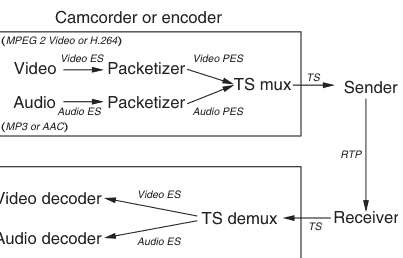 Camcorder or encoder
(MPEG 2 Video or H.264)
Video ES
Video PES
Video
Packetizer
TS mux
TS
Sender
Audio
Packetizer
Audio ES
Audio PES
(MP3 or AAC)
RTP
Video decoder
Video ES
TS demux
TS
Receiver
Audio decoder
Audio ES